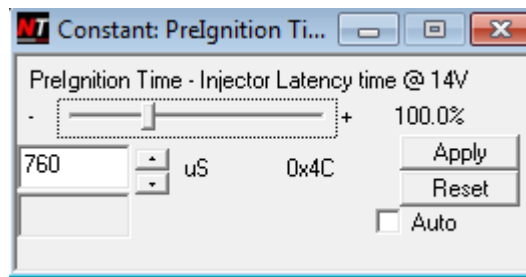 NT Constant: PreIgnition Ti...
PreIgnition Time - Injector Latency time @ 14V
- + 100.0%
760 uS 0x4C Apply
Reset
Auto